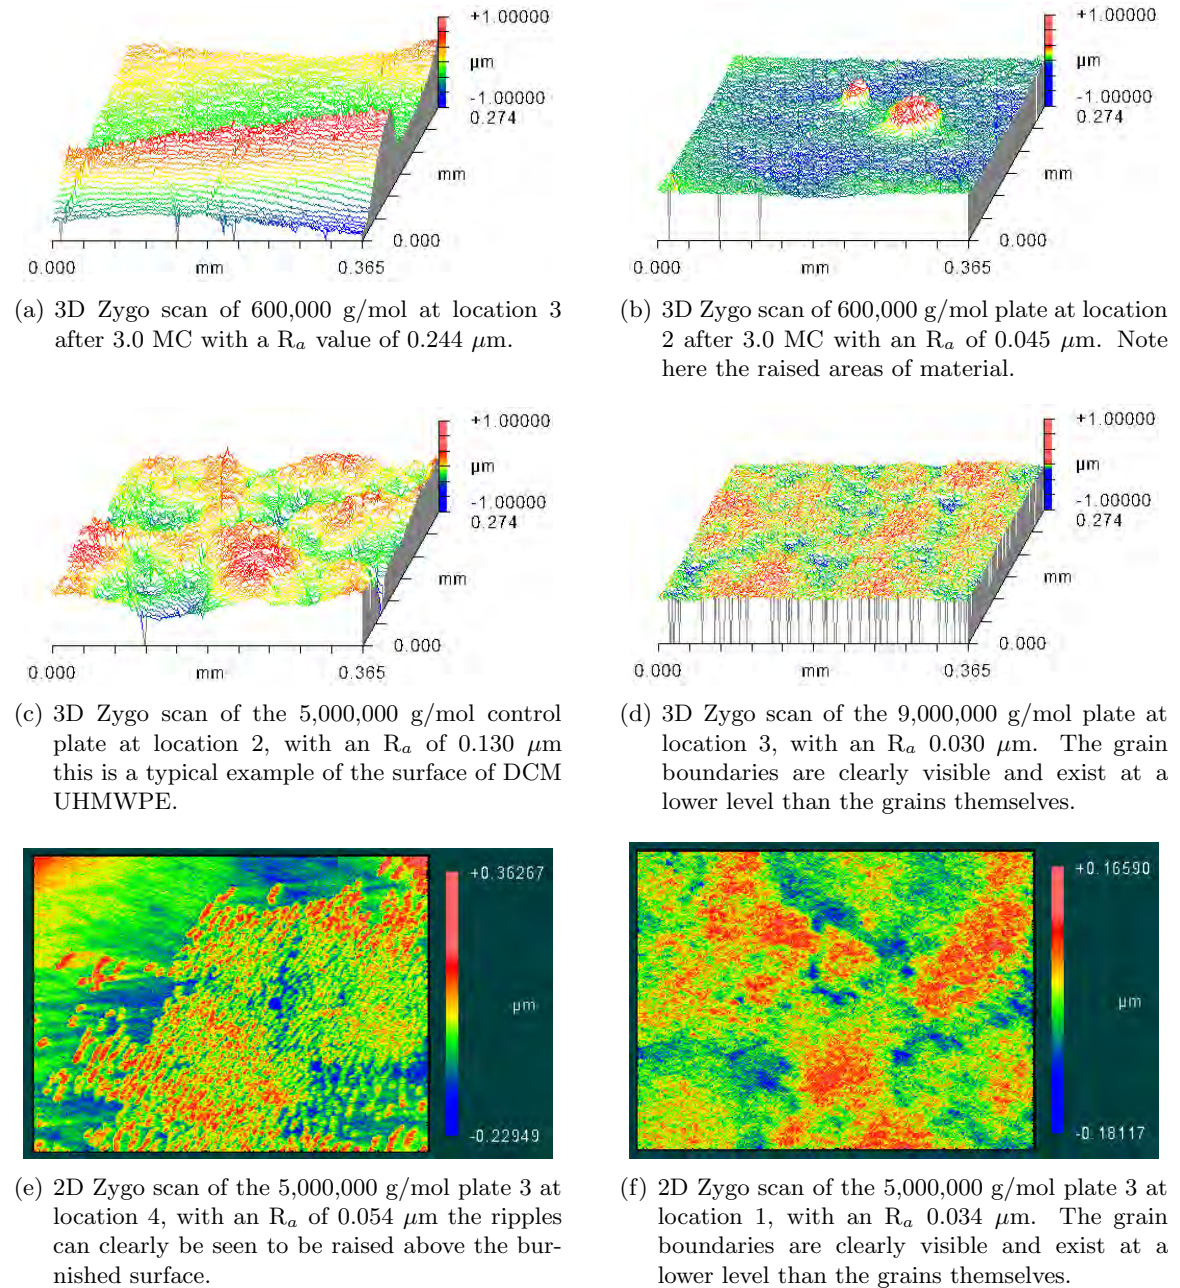 +1.00000
µm
-1.00000
0.274
mm
0.000
0.000 mm 0.365
(a) 3D Zygo scan of 600,000 g/mol at location 3
after 3.0 MC with a Ra value of 0.244 µm.
+1.00000
µm
-1.00000
0.274
mm
0.000
0.000 mm 0.365
(b) 3D Zygo scan of 600,000 g/mol plate at location
2 after 3.0 MC with an Ra of 0.045 µm. Note
here the raised areas of material.
+1.00000
µm
-1.00000
0.274
mm
0.000
0.000 mm 0.365
(c) 3D Zygo scan of the 5,000,000 g/mol control
plate at location 2, with an Ra of 0.130 µm
this is a typical example of the surface of DCM
UHMWPE.
+1.00000
µm
-1.00000
0.274
mm
0.000
0.000 mm 0.365
(d) 3D Zygo scan of the 9,000,000 g/mol plate at
location 3, with an Ra 0.030 µm. The grain
boundaries are clearly visible and exist at a
lower level than the grains themselves.
+0.36267
µm
-0.22949
(e) 2D Zygo scan of the 5,000,000 g/mol plate 3 at
location 4, with an Ra of 0.054 µm the ripples
can clearly be seen to be raised above the bur-
nished surface.
+0.16590
µm
-0.18117
(f) 2D Zygo scan of the 5,000,000 g/mol plate 3 at
location 1, with an Ra 0.034 µm. The grain
boundaries are clearly visible and exist at a
lower level than the grains themselves.